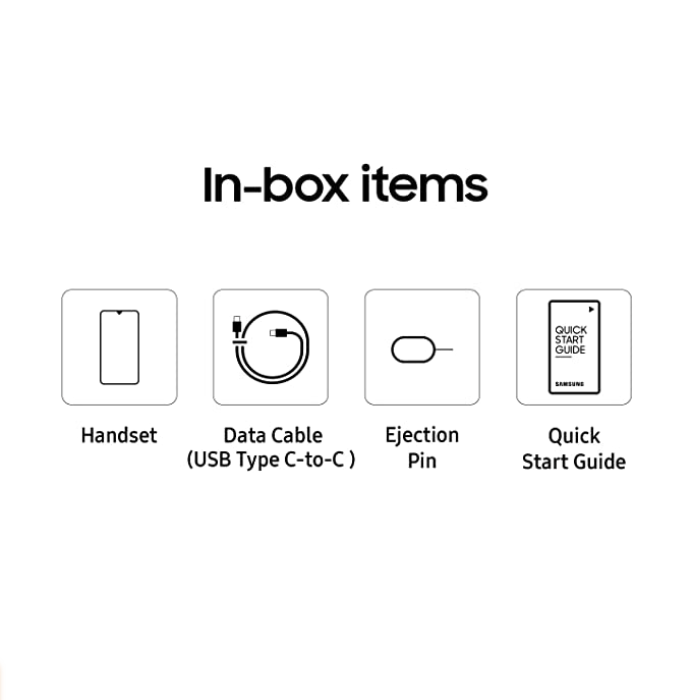 In-box items
QUICK
START
GUIDE
SAMSUNG
Handset
Data Cable
(USB Type C-to-C )
Ejection
Pin
Quick
Start Guide